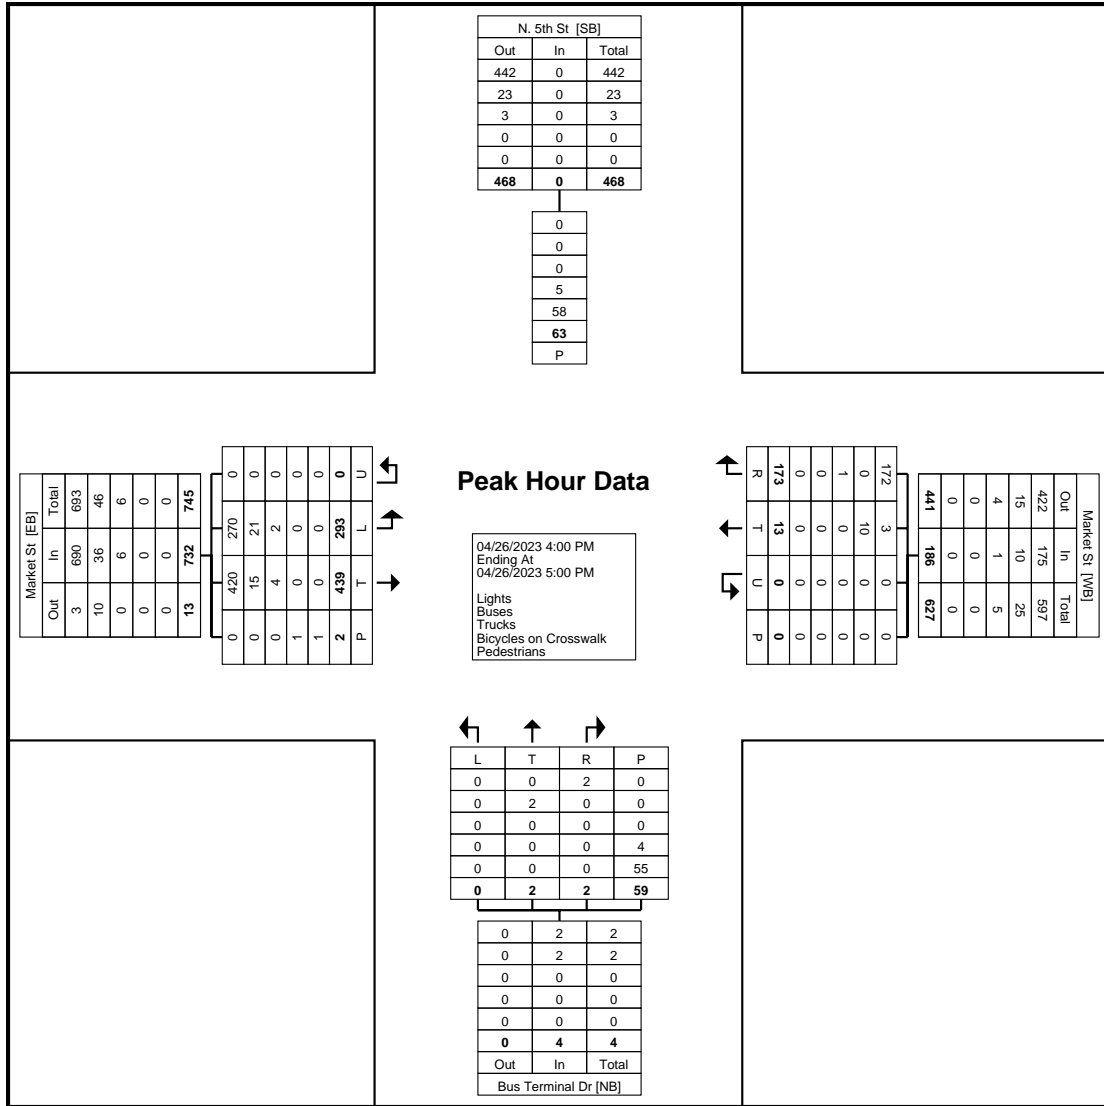 N. 5th St [SB]
Out In Total
442 0 442
23 0 23
3 0 3
0 0 0
0 0 0
468 0 468
0
0
0
5
58
63
P
Market St [EB]
Total 693 46 6 0 0 745
In 690 36 6 0 0 732
Out 3 10 0 0 0 13
0 0 0 0 0 0 U
270 21 2 0 0 293 L
420 15 4 0 0 439 T
0 0 0 1 1 2 P
Peak Hour Data
04/26/2023 4:00 PM
Ending At
04/26/2023 5:00 PM
Lights
Buses
Trucks
Bicycles on Crosswalk
Pedestrians
R 173 0 0 1 0 172
T 13 0 0 0 10 3
U 0 0 0 0 0 0
P 0 0 0 0 0 0
441 0 0 4 15 422 Out
186 0 0 1 10 175 In
627 0 0 5 25 597 Total
Market St [WB]
L T R P
0 0 2 0
0 2 0 0
0 0 0 0
0 0 0 4
0 0 0 55
0 2 2 59
0 2 2
0 2 2
0 0 0
0 0 0
0 0 0
0 4 4
Out In Total
Bus Terminal Dr [NB]